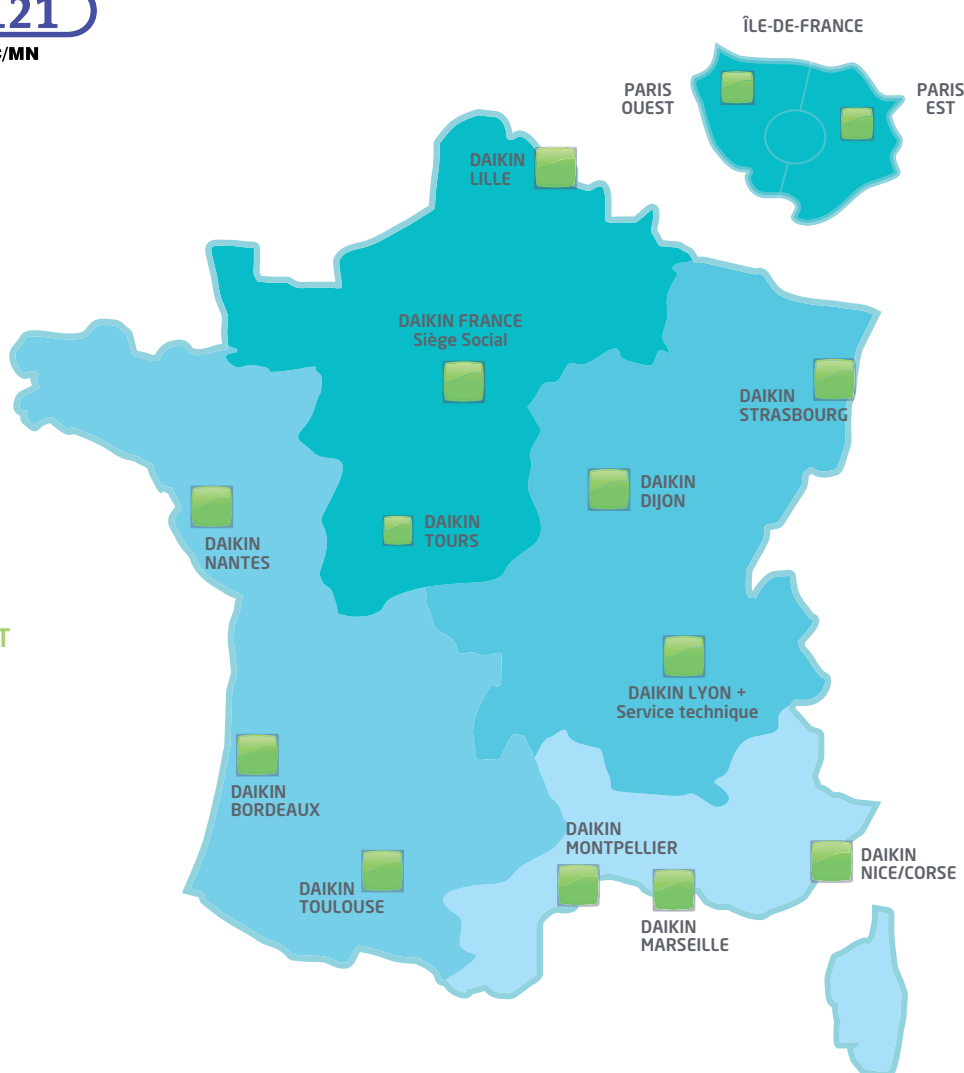 121
/MN
ÎLE-DE-FRANCE
PARIS
OUEST
PARIS
EST
DAIKIN
LILLE
DAIKIN FRANCE
Siège Social
DAIKIN
STRASBOURG
DAIKIN
DIJON
DAIKIN
TOURS
DAIKIN
NANTES
T
DAIKIN LYON +
Service technique
DAIKIN
BORDEAUX
DAIKIN
MONTPELLIER
DAIKIN
NICE/CORSE
DAIKIN
TOULOUSE
DAIKIN
MARSEILLE